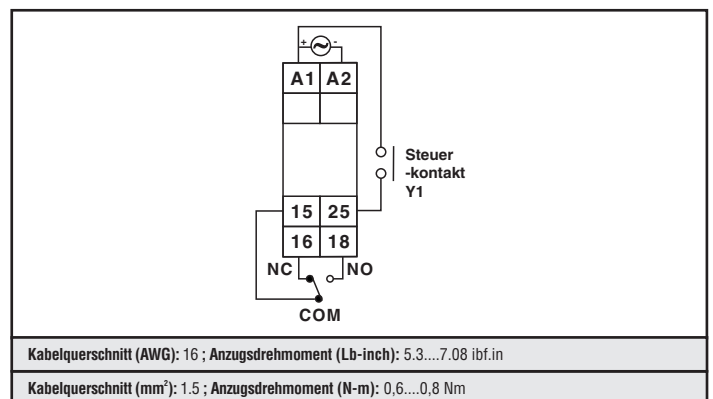 + ~ -
A1 A2
Steuer
-kontakt
Y1
15 25
16 18
NC NO
COM
Kabelquerschnitt (AWG): 16 ; Anzugsdrehmoment (Lb-inch): 5.3....7.08 ibf.in
Kabelquerschnitt (mm²): 1.5 ; Anzugsdrehmoment (N-m): 0,6....0,8 Nm